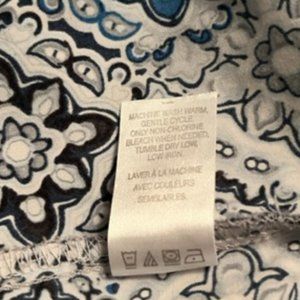 MACHINE WASH WARM,
GENTLE CYCLE.
ONLY NON-CHLORINE
BLEACH WHEN NEEDED.
TUMBLE DRY LOW,
LOW IRON.
LAVER À LA MACHINE
AVEC COULEURS
SEMBLABLES.